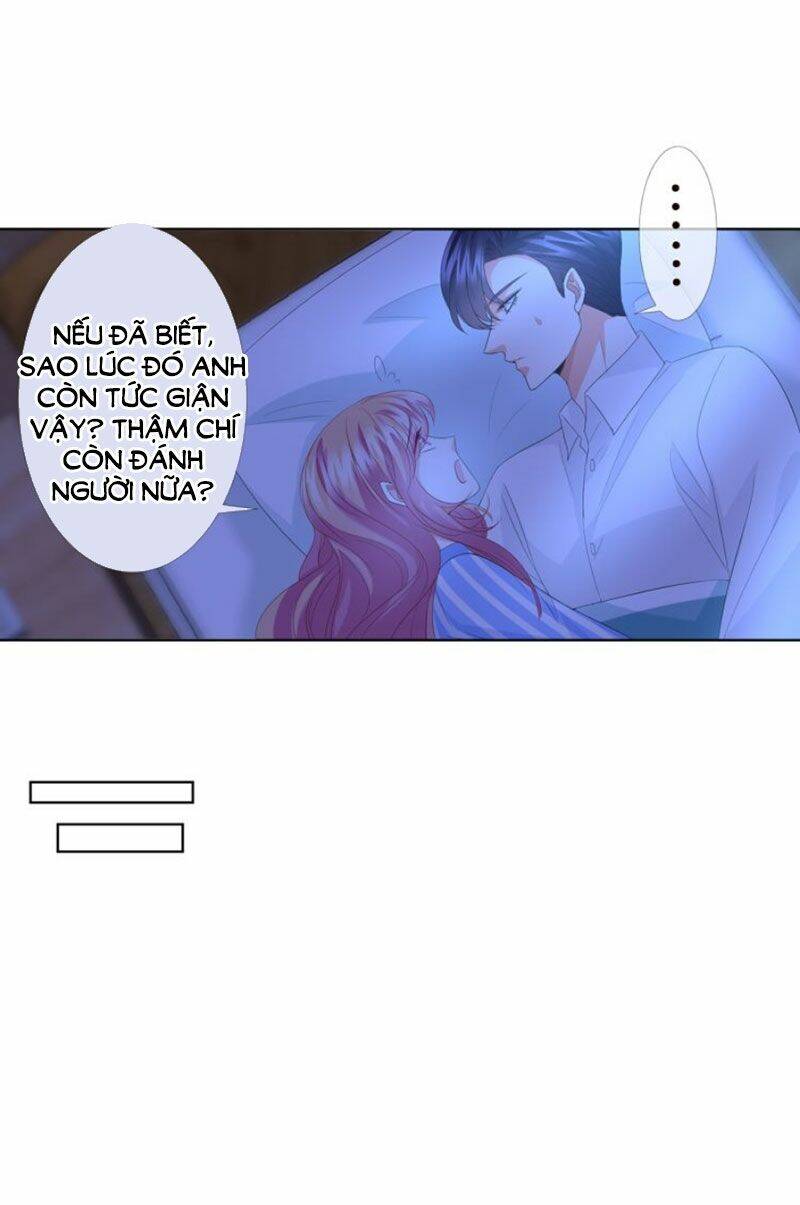 NẾU ĐÃ BIẾT,
SAO LÚC ĐÓ ANH
CÒN TỨC GIẬN
VẬY? THẬM CHÍ
CÒN ĐÁNH
NGƯỜI NỮA?
......